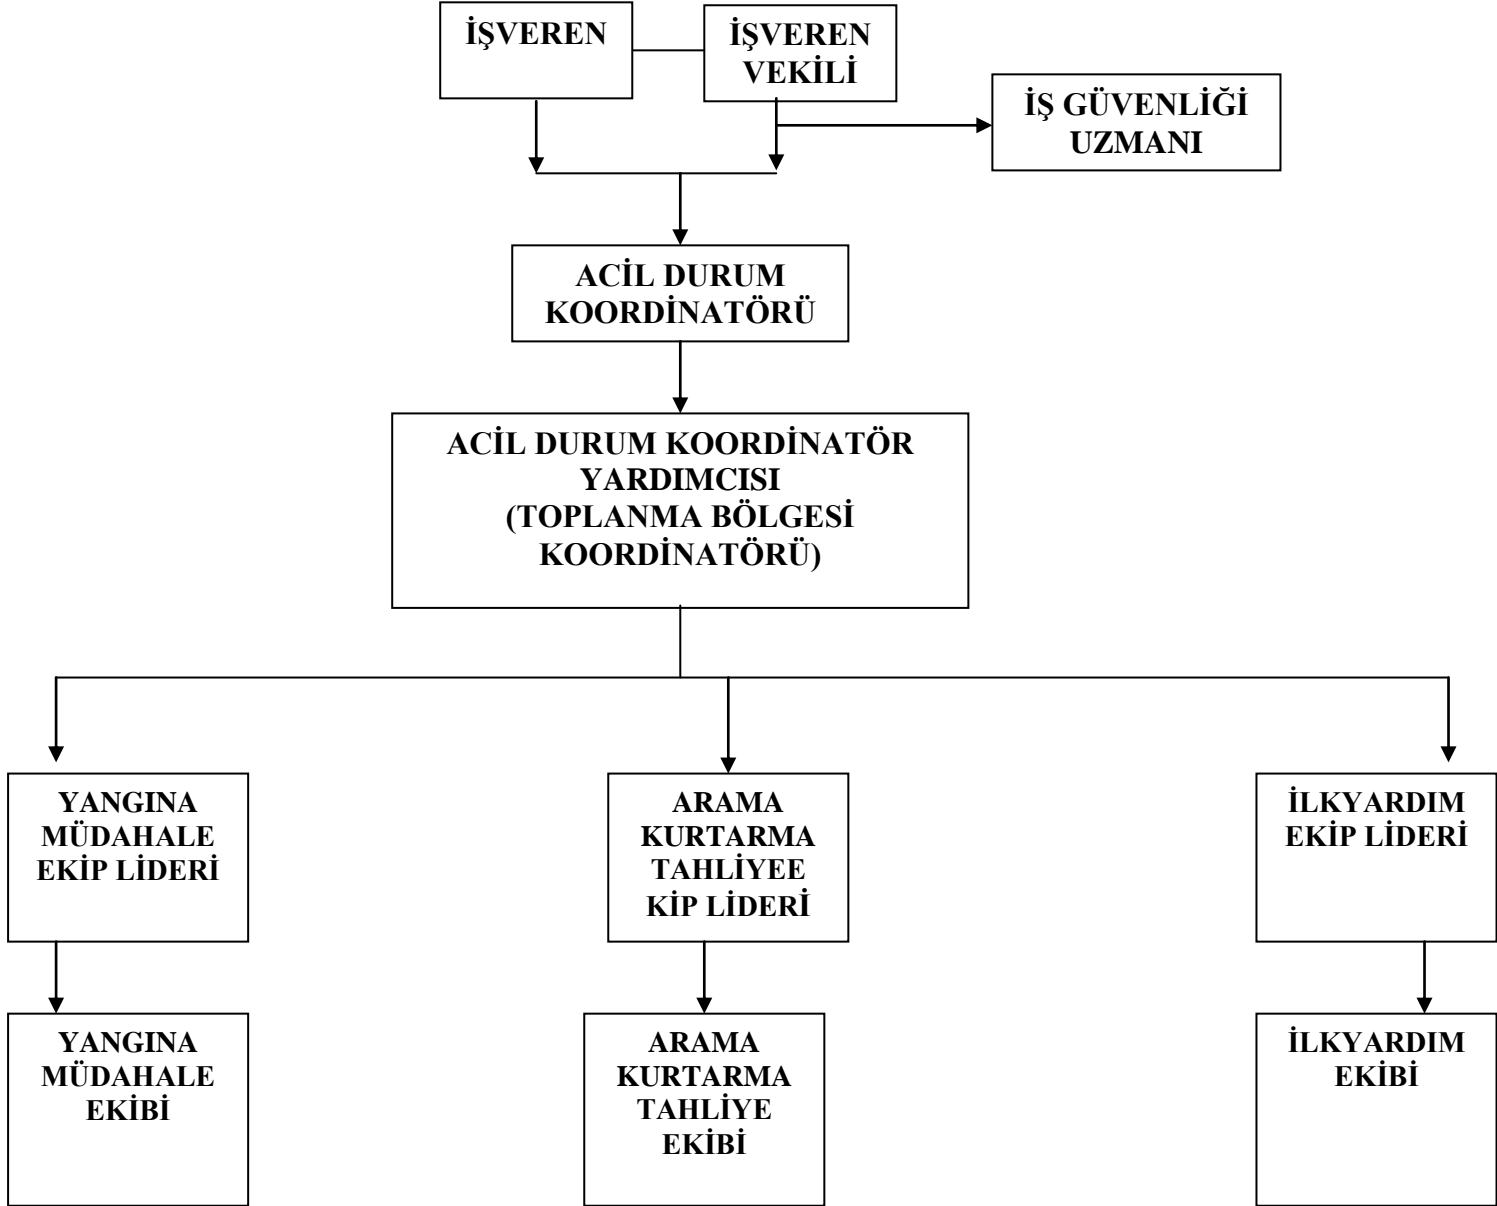 İŞVEREN
İŞVEREN
VEKİLİ
İŞ GÜVENLİĞİ
UZMANI
ACİL DURUM
KOORDİNATÖRÜ
ACİL DURUM KOORDİNATÖR
YARDIMCISI
(TOPLANMA BÖLGESİ
KOORDİNATÖRÜ)
YANGINA
MÜDAHALE
EKİP LİDERİ
ARAMA
KURTARMA
TAHLİYEE
KİP LİDERİ
İLKYARDIM
EKİP LİDERİ
YANGINA
MÜDAHALE
EKİBİ
ARAMA
KURTARMA
TAHLİYE
EKİBİ
İLKYARDIM
EKİBİ